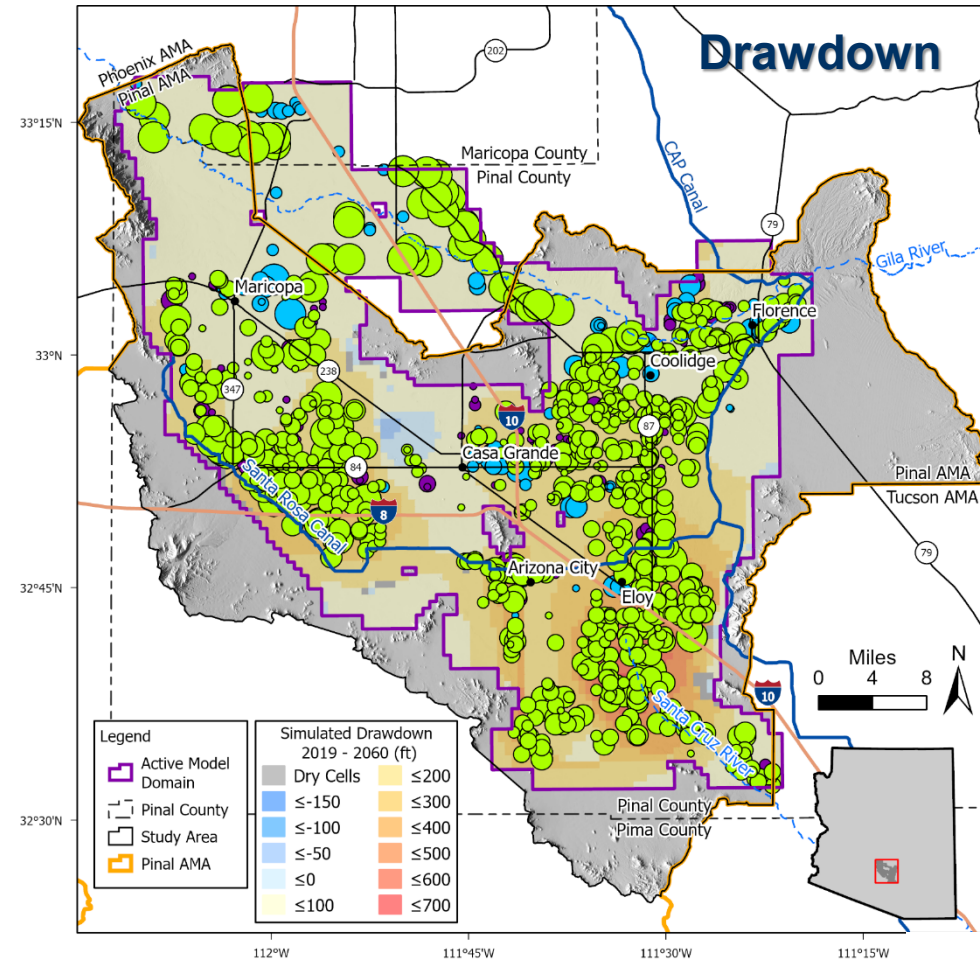 Drawdown
Phoenix AMA
Pinal AMA
202
33°15'N
Maricopa County
Pinal County
CAP Canal
79
Gila River
Maricopa
Florence
33°N
Coolidge
238
347
10
87
Casa Grande
84
Pinal AMA
Tucson AMA
Santa Rosa Canal
8
79
Arizona City
32°45'N
Eloy
Miles
N
0 4 8
10
Santa Cruz River
Legend
Active Model
Domain
Pinal County
Study Area
Pinal AMA
Simulated Drawdown
2019 - 2060 (ft)
Dry Cells
≤-150
≤-100
≤-50
≤0
≤100
≤200
≤300
≤400
≤500
≤600
≤700
Pinal County
Pima County
32°30'N
112°W
111°45'W
111°30'W
111°15'W